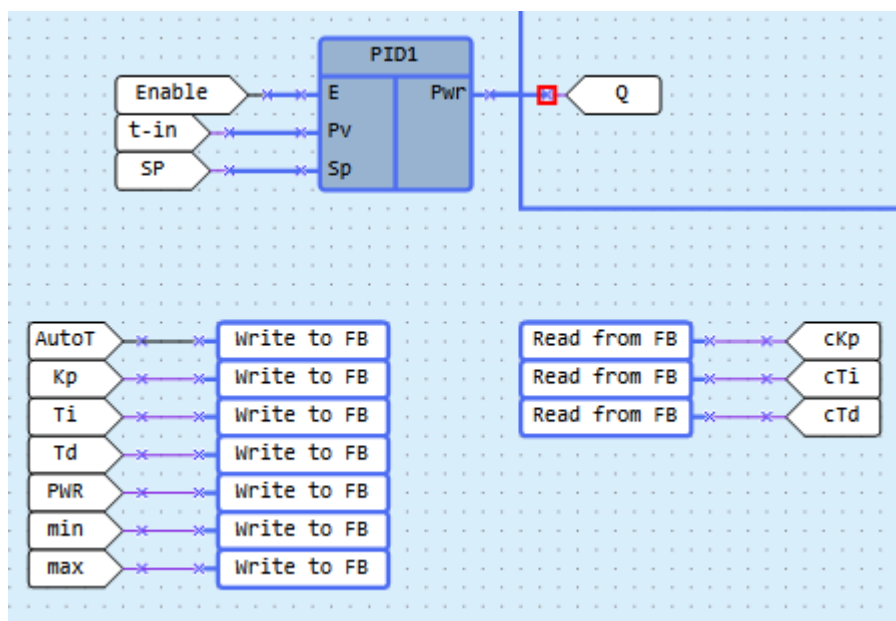 PID1
Enable E Pwr Q
t-in Pv
SP Sp
AutoT Write to FB Read from FB cKp
Kp Write to FB Read from FB cTi
Ti Write to FB Read from FB cTd
Td Write to FB
PWR Write to FB
min Write to FB
max Write to FB